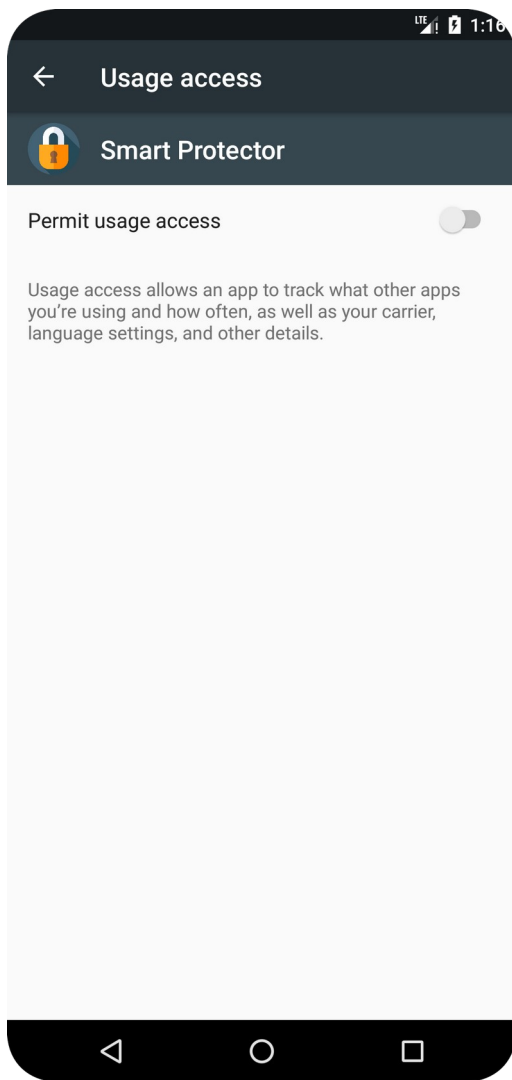 LTE ! 1:16
Usage access
Smart Protector
Permit usage access
Usage access allows an app to track what other apps
you're using and how often, as well as your carrier,
language settings, and other details.